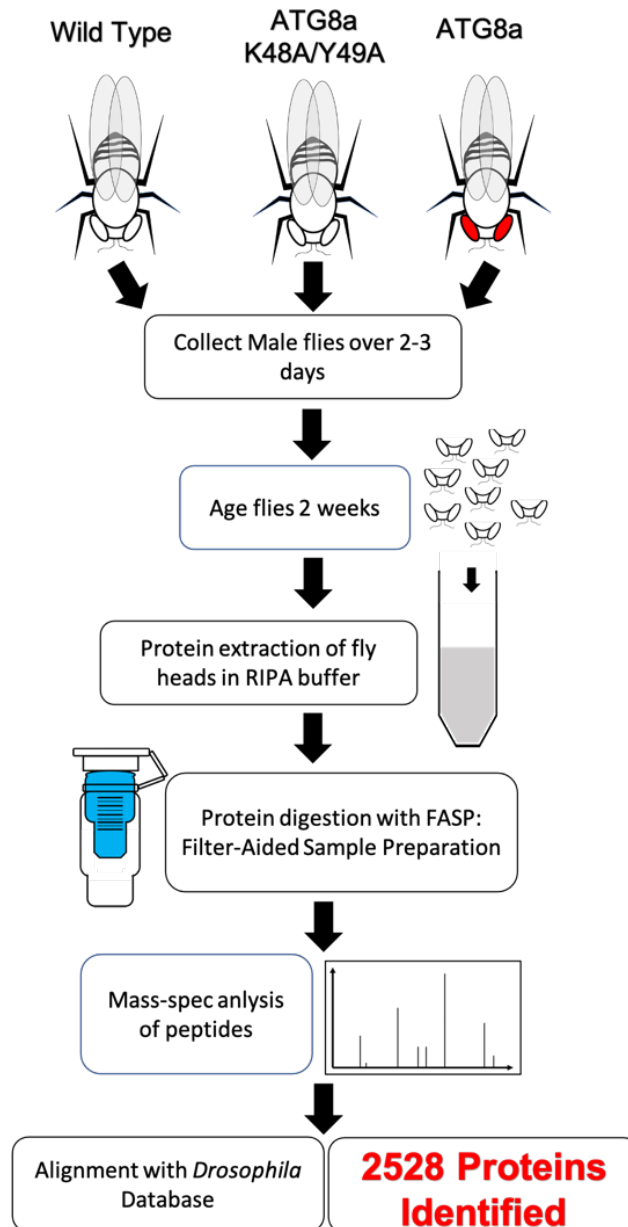 Wild Type
ATG8a
K48A/Y49A
ATG8a
Collect Male flies over 2-3
days
Age flies 2 weeks
Protein extraction of fly
heads in RIPA buffer
Protein digestion with FASP:
Filter-Aided Sample Preparation
Mass-spec anlysis
of peptides
Alignment with Drosophila
Database
2528 Proteins
Identified